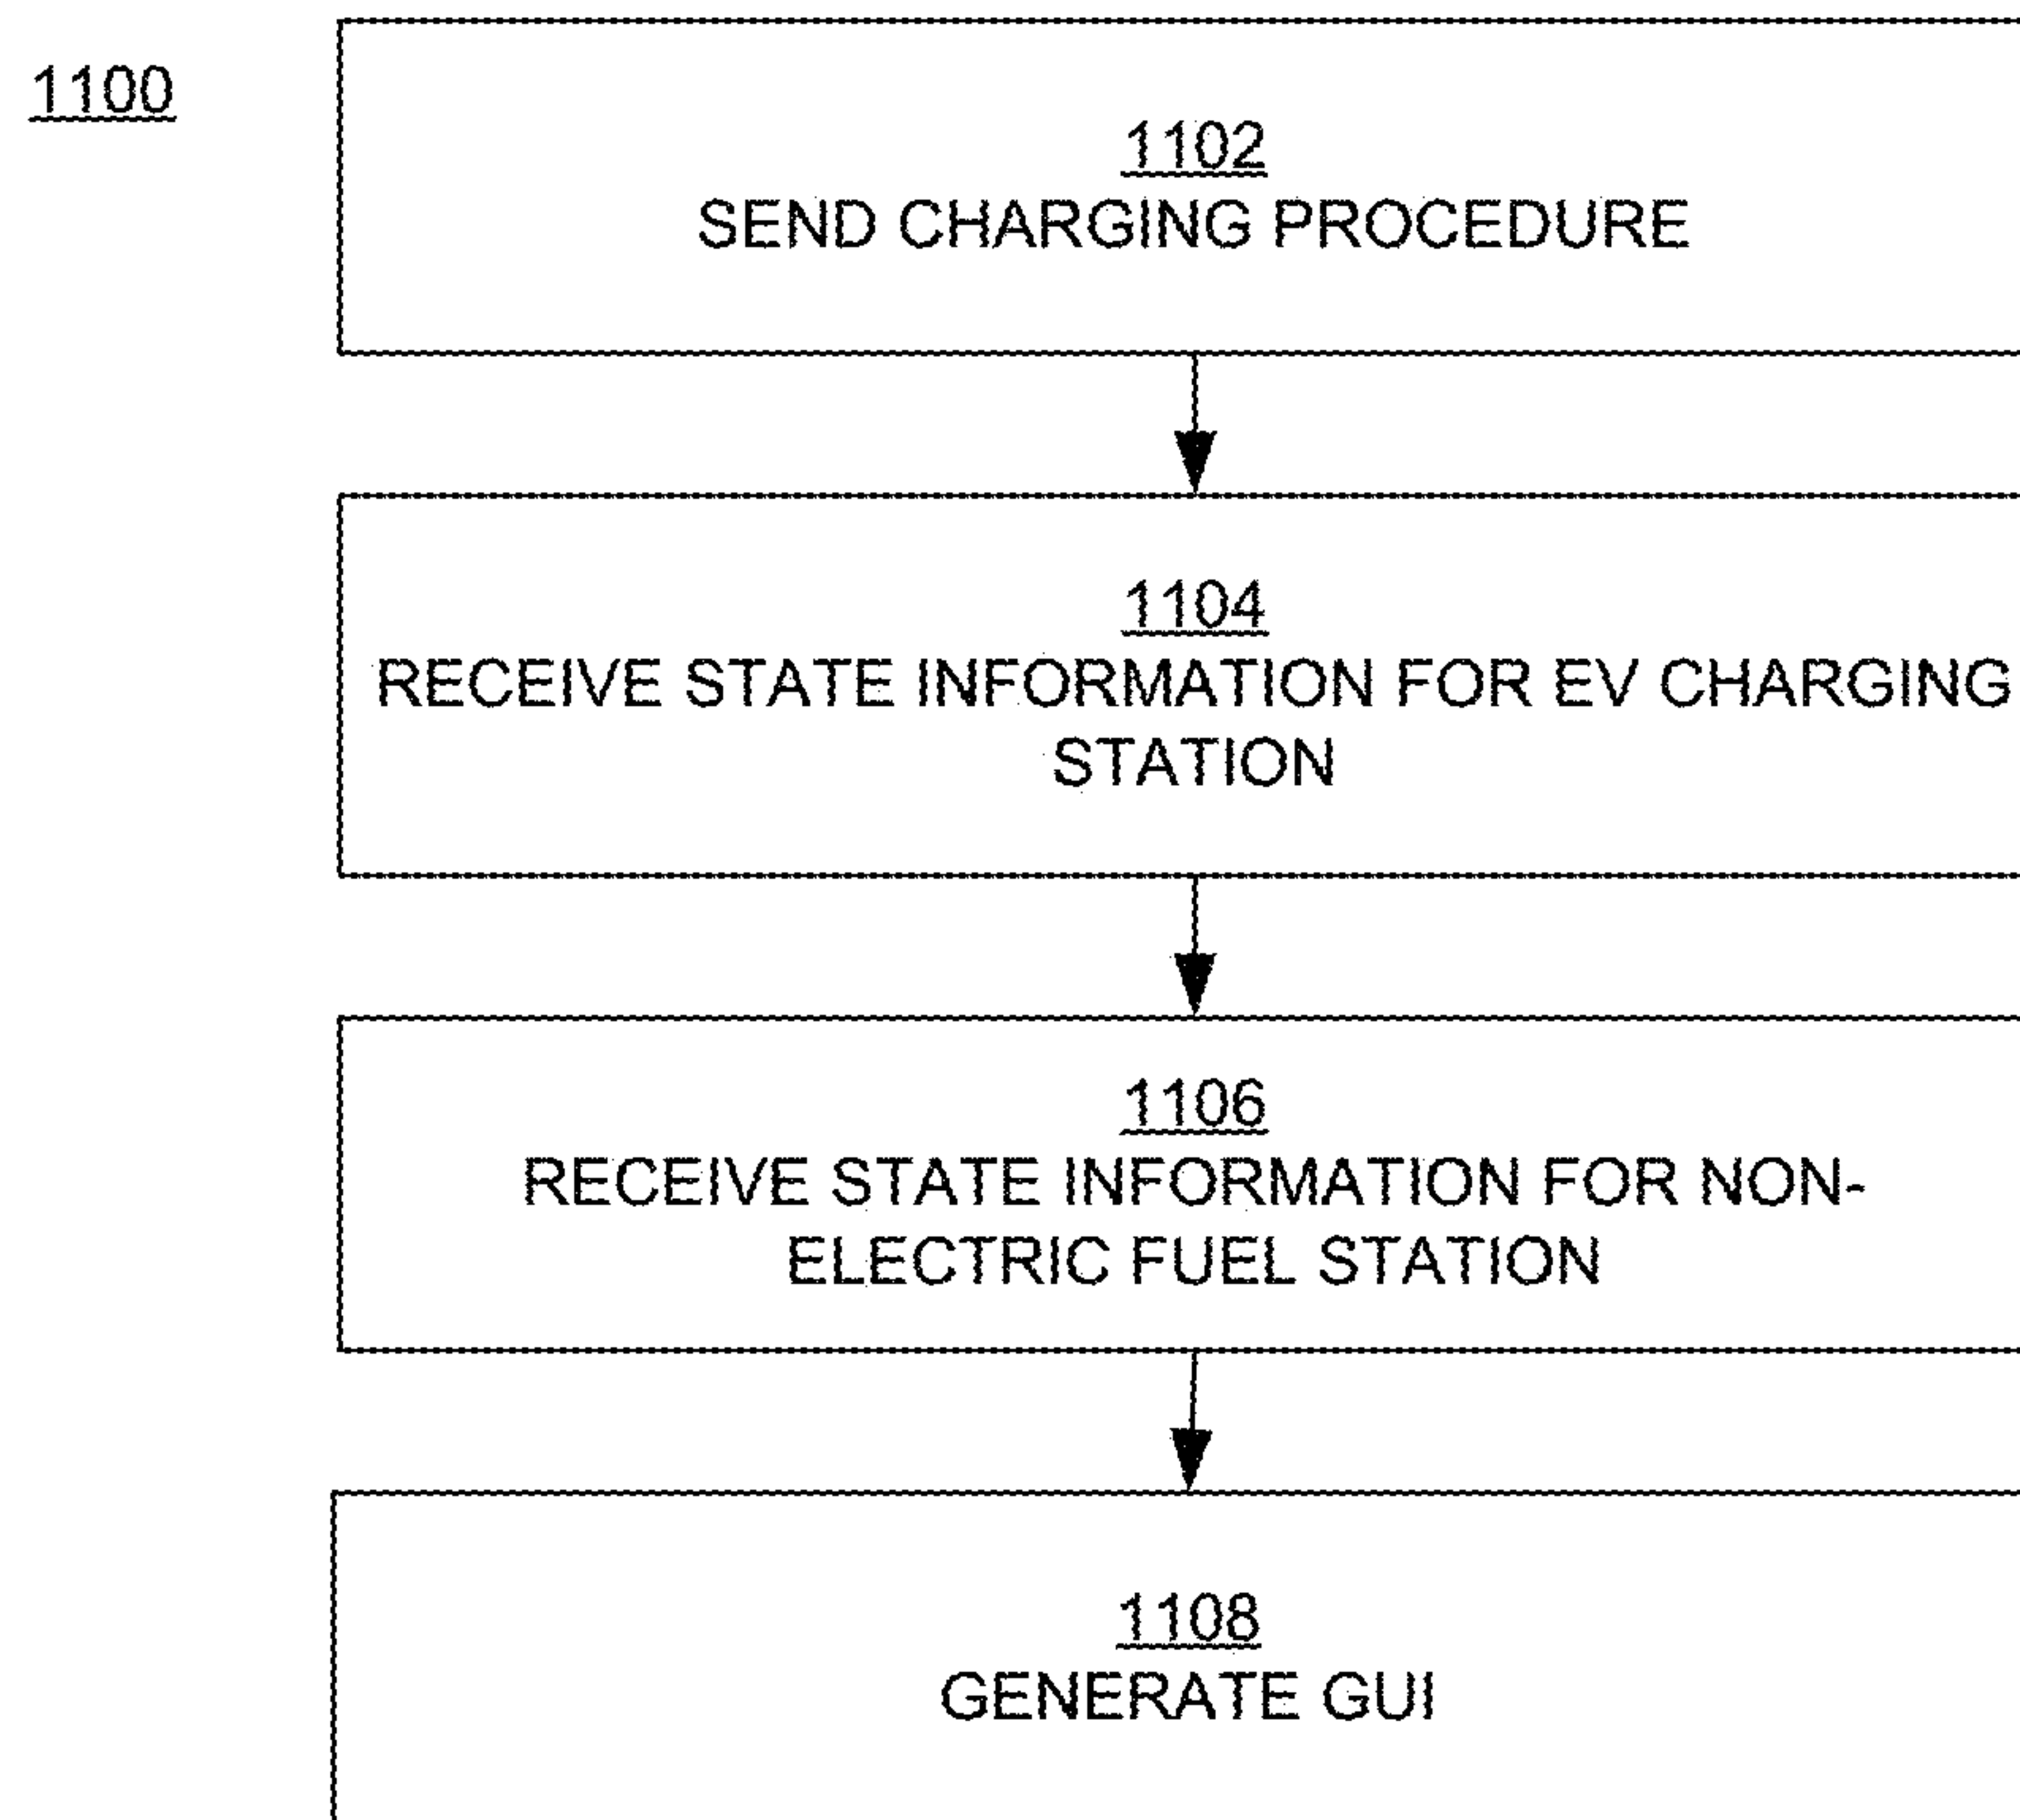 1100
1102
SEND CHARGING PROCEDURE
1104
RECEIVE STATE INFORMATION FOR EV CHARGING
STATION
1106
RECEIVE STATE INFORMATION FOR NON-
ELECTRIC FUEL STATION
1108
GENERATE GUI